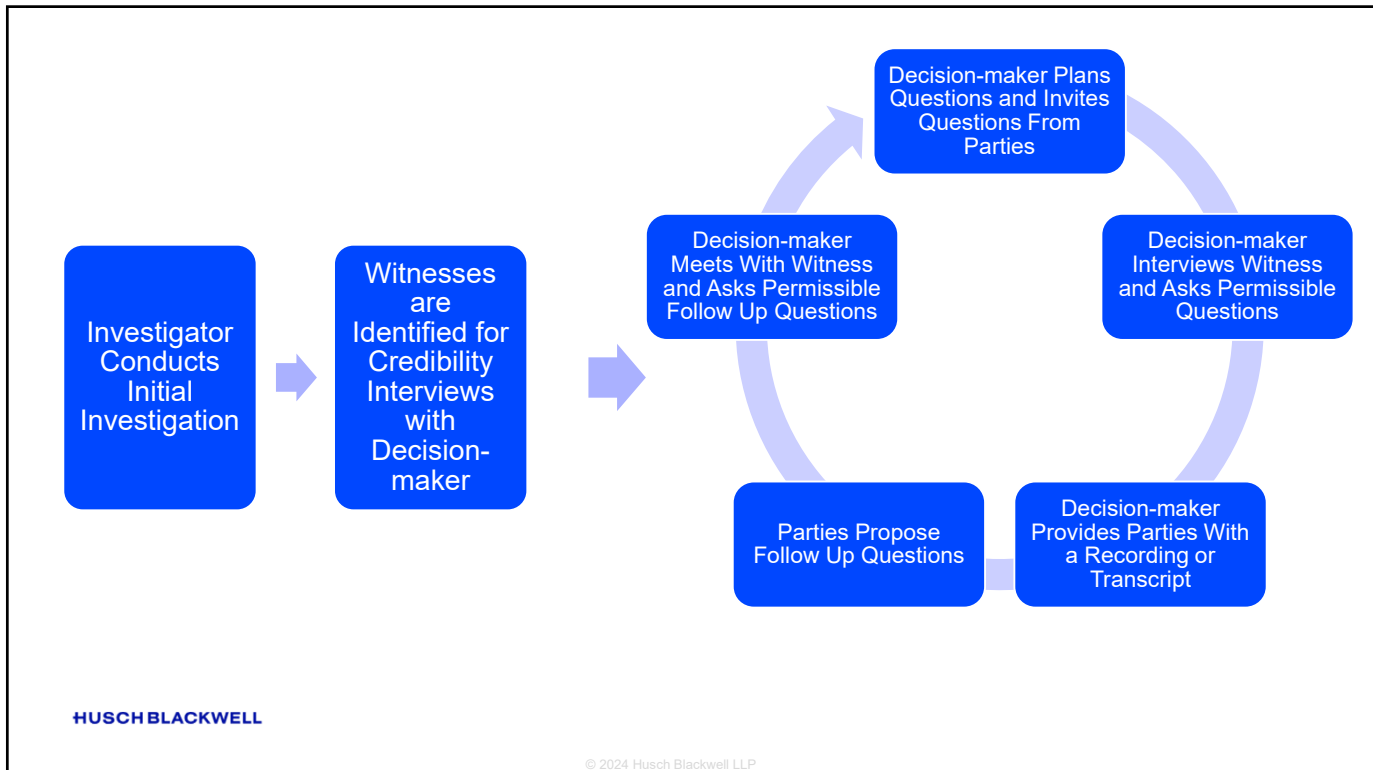 Investigator
Conducts
Initial
Investigation
Witnesses
are
Identified for
Credibility
Interviews
with
Decision-
maker
Decision-maker Plans
Questions and Invites
Questions From
Parties
Decision-maker
Interviews Witness
and Asks Permissible
Questions
Decision-maker
Provides Parties With
a Recording or
Transcript
Parties Propose
Follow Up Questions
Decision-maker
Meets With Witness
and Asks Permissible
Follow Up Questions
HUSCH BLACKWELL
© 2024 Husch Blackwell LLP